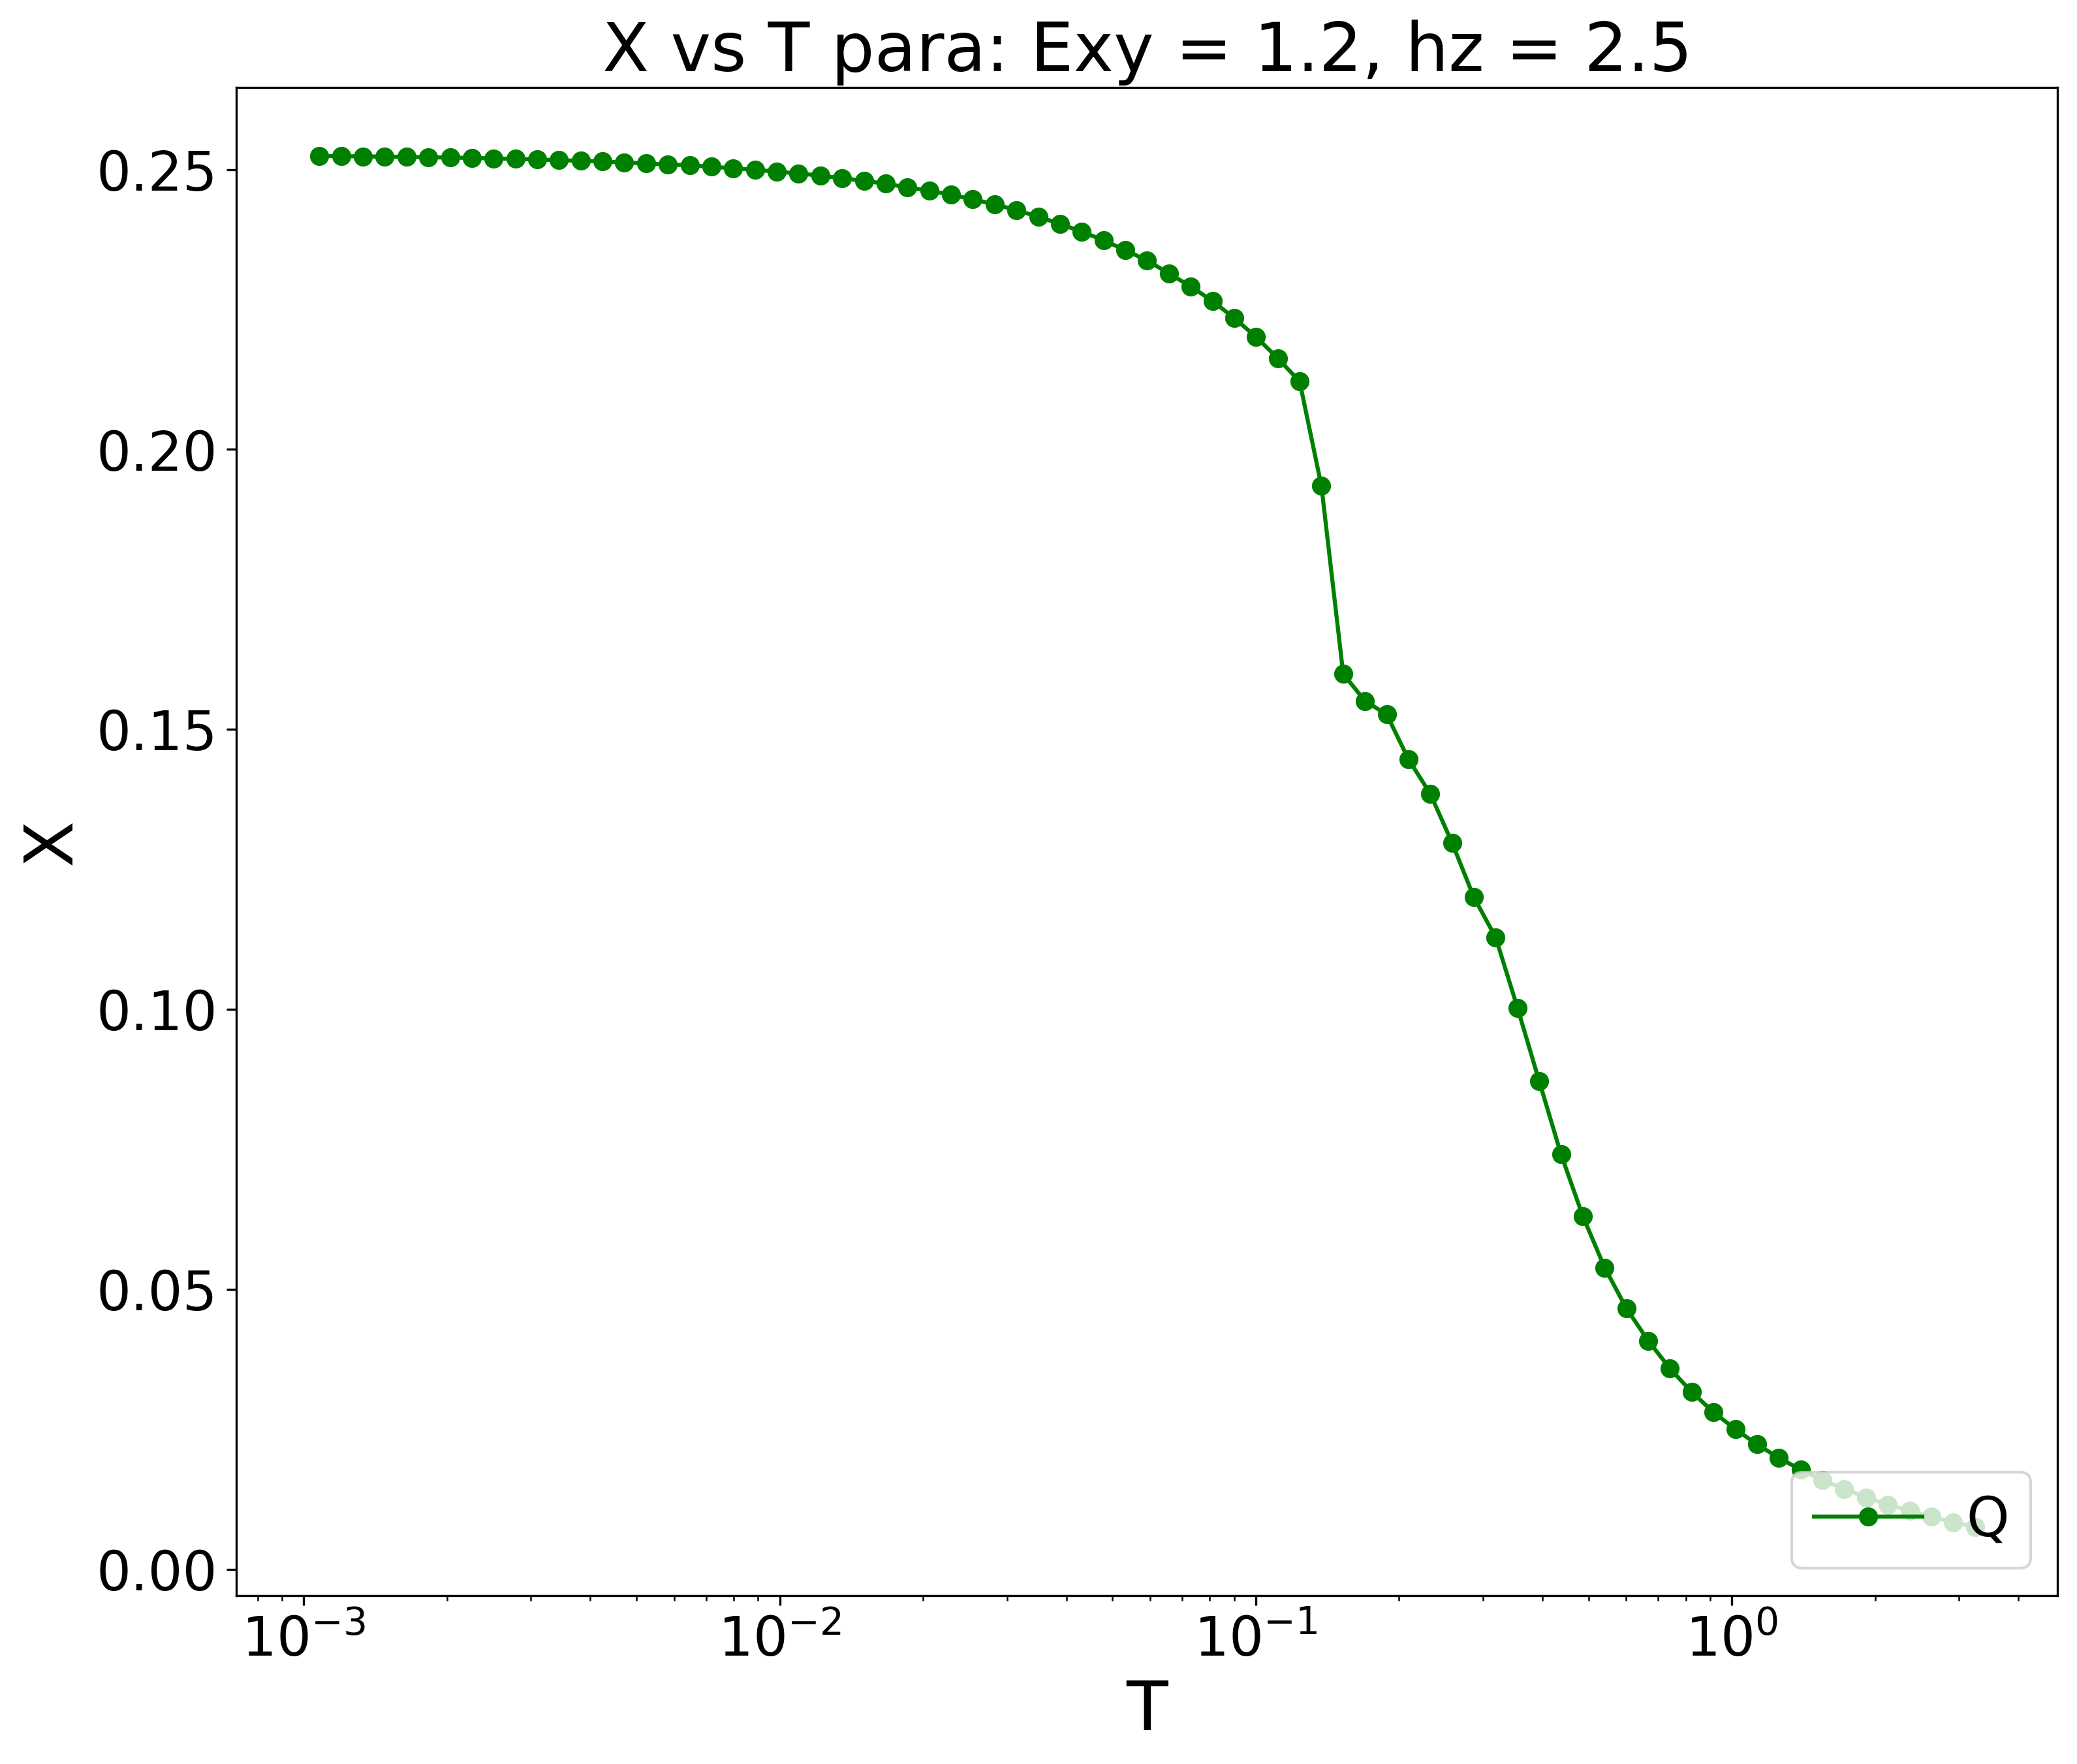 X vs T para: Exy = 1.2, hz = 2.5
X
0.25
0.20
0.15
0.10
0.05
0.00
10⁻³ 10⁻² 10⁻¹ 10⁰
T
Q